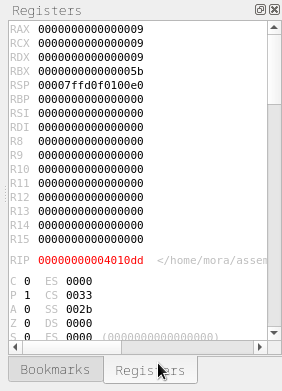 Registers
RAX 0000000000000009
RCX 0000000000000009
RDX 0000000000000009
RBX 000000000000005b
RSP 00007ffd0f0100e0
RBP 0000000000000000
RSI 0000000000000000
RDI 0000000000000000
R8 0000000000000000
R9 0000000000000000
R10 0000000000000000
R11 0000000000000000
R12 0000000000000000
R13 0000000000000000
R14 0000000000000000
R15 0000000000000000
RIP 00000000004010dd </home/mora/assem
C 0 ES 0000
P 1 CS 0033
A 0 SS 002b
Z 0 DS 0000
S 0 FS 0000 (0000000000000000)
Bookmarks Registers